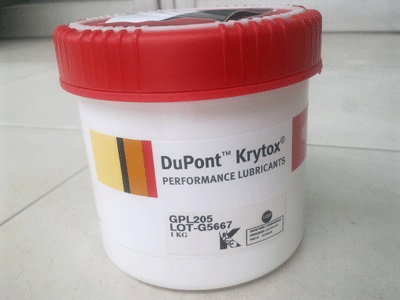 DuPont™ Krytox®
PERFORMANCE LUBRICANTS
GPL205
LOT-G5667
1 KG